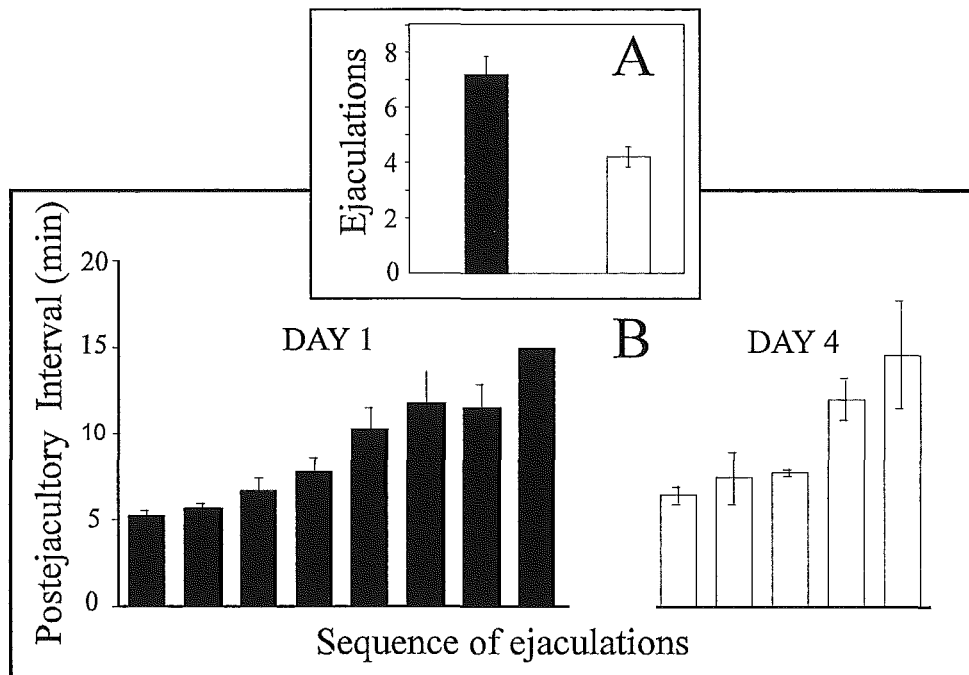 A
Ejaculations
8
6
4
2
0
B
Postejacultory Interval (min)
20
15
10
5
0
DAY 1
DAY 4
Sequence of ejaculations